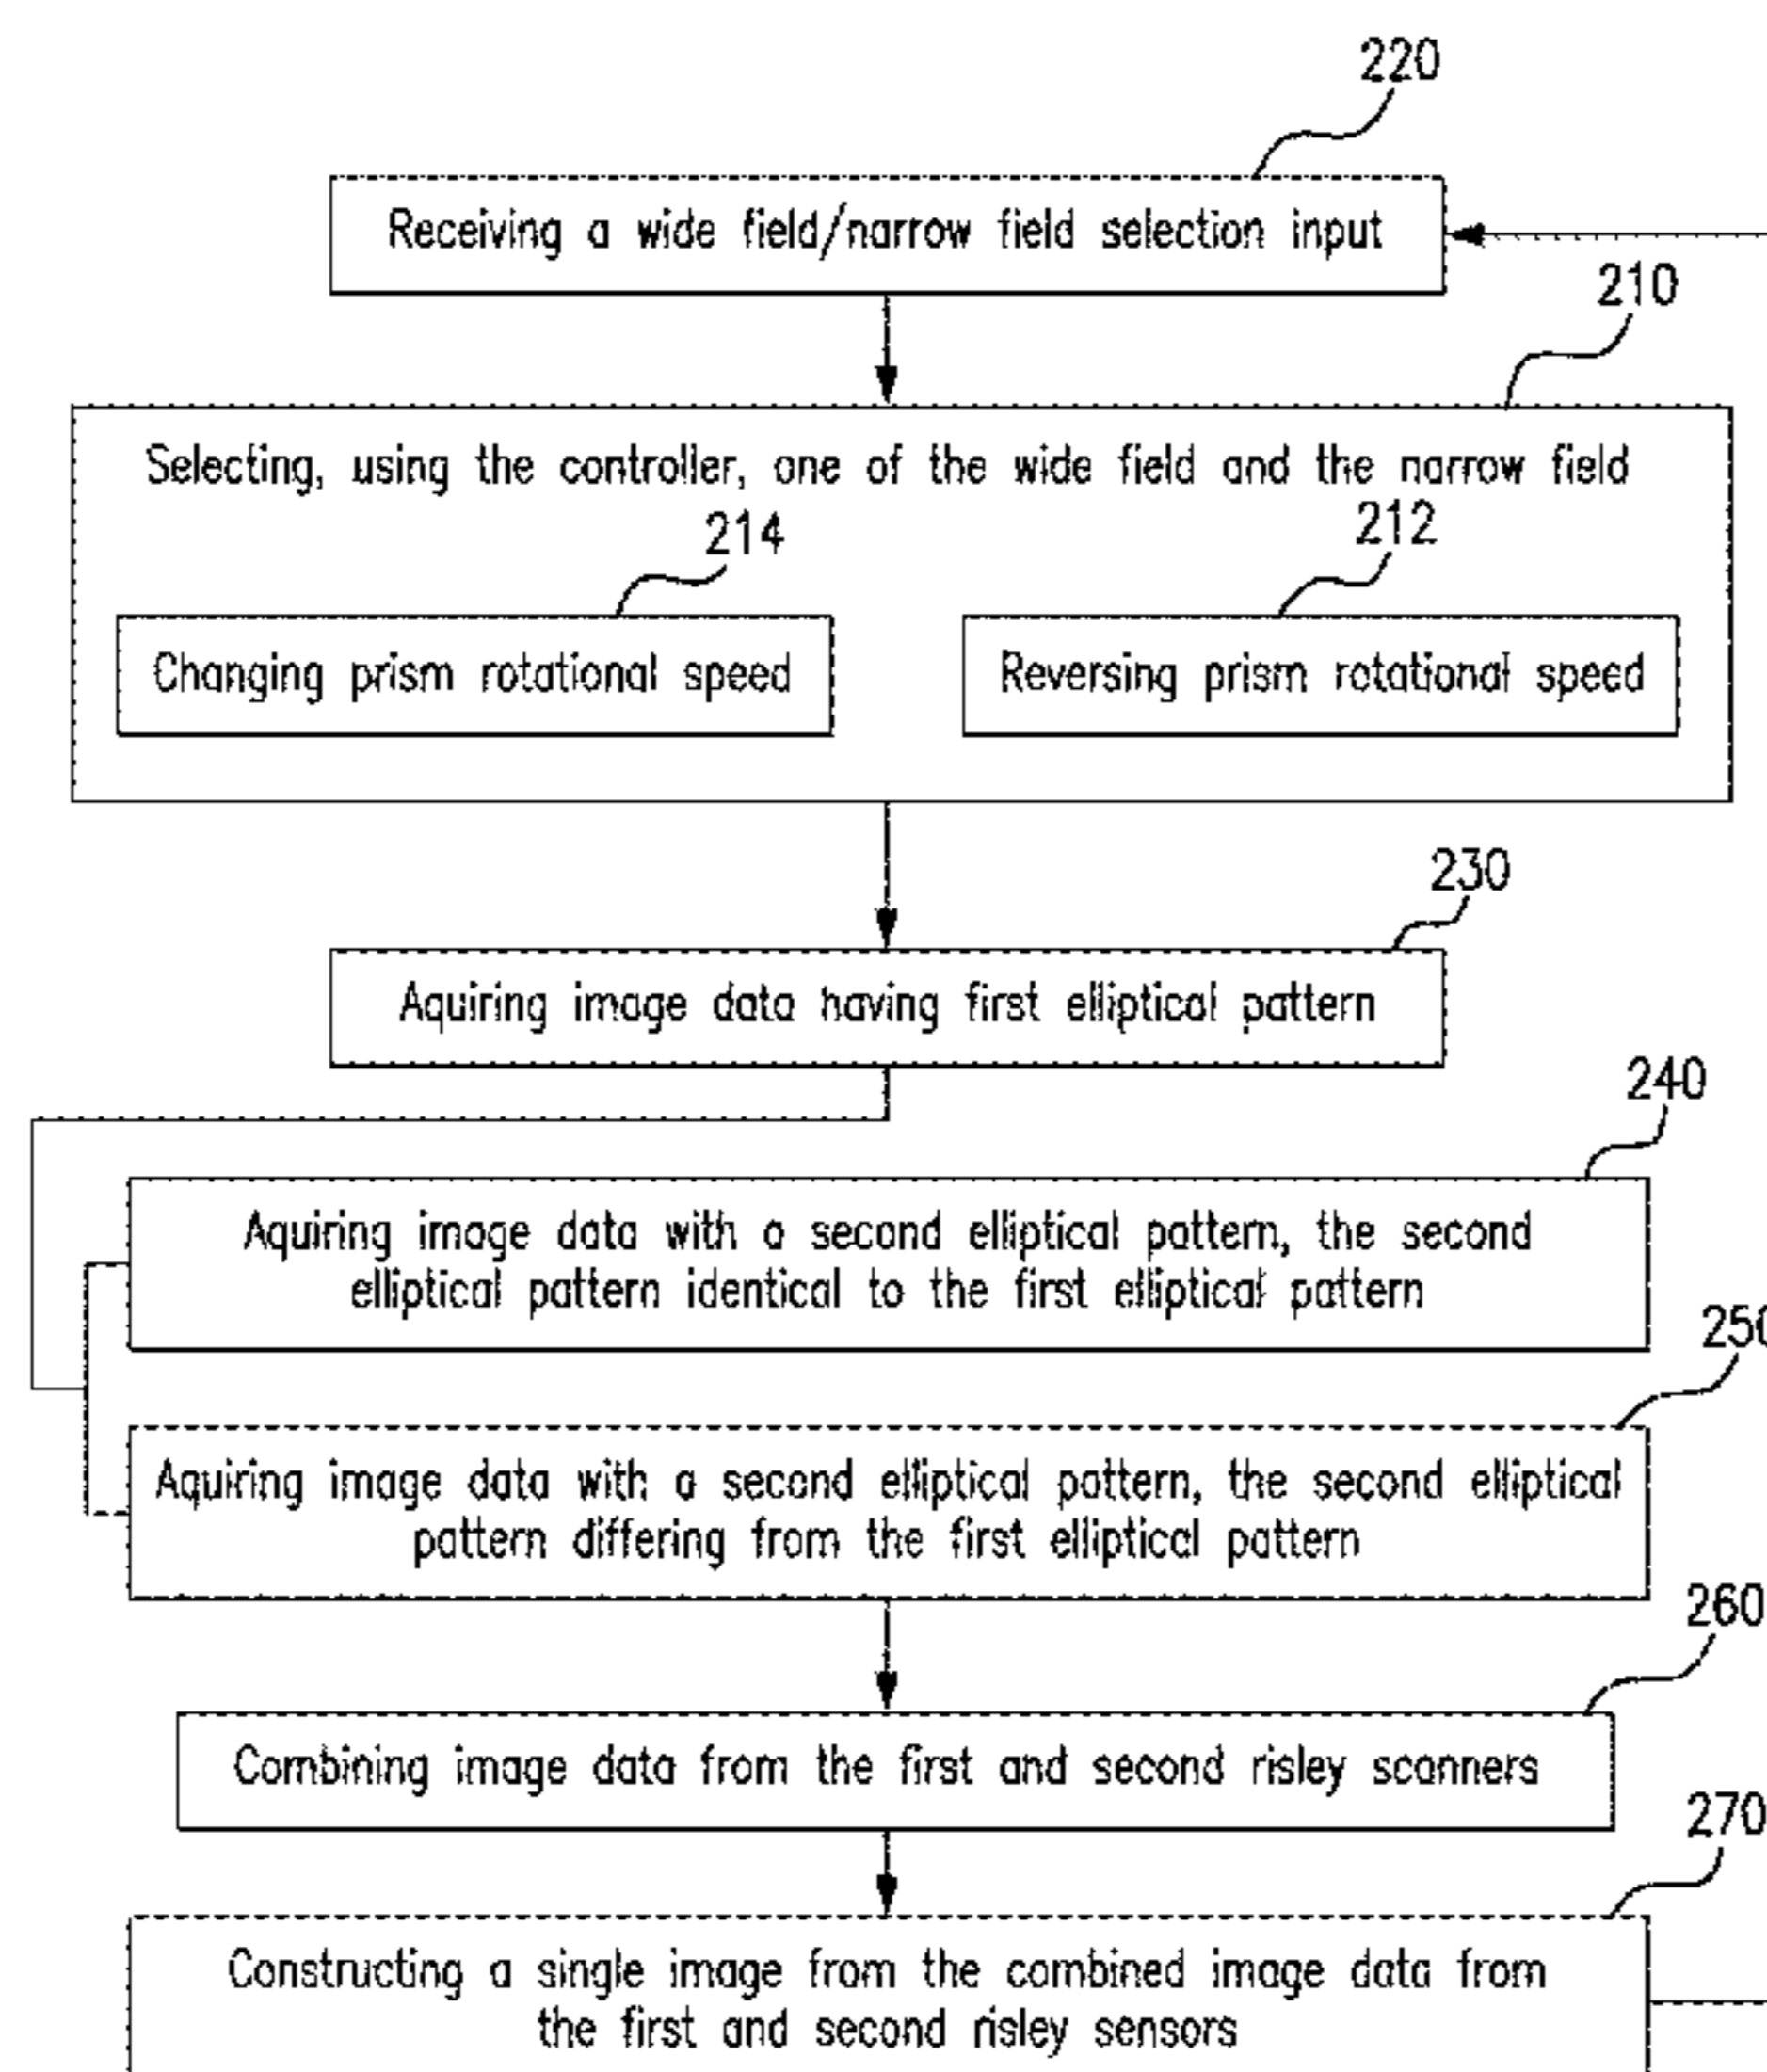 220
Receiving a wide field/narrow field selection input
210
Selecting, using the controller, one of the wide field and the narrow field
214
212
Changing prism rotational speed
Reversing prism rotational speed
230
Aquiring image data having first elliptical pattern
240
Aquiring image data with a second elliptical pattern, the second
elliptical pattern identical to the first elliptical pattern
250
Aquiring image data with a second elliptical pattern, the second elliptical
pattern differing from the first elliptical pattern
260
Combining image data from the first and second risley scanners
270
Constructing a single image from the combined image data from
the first and second risley sensors